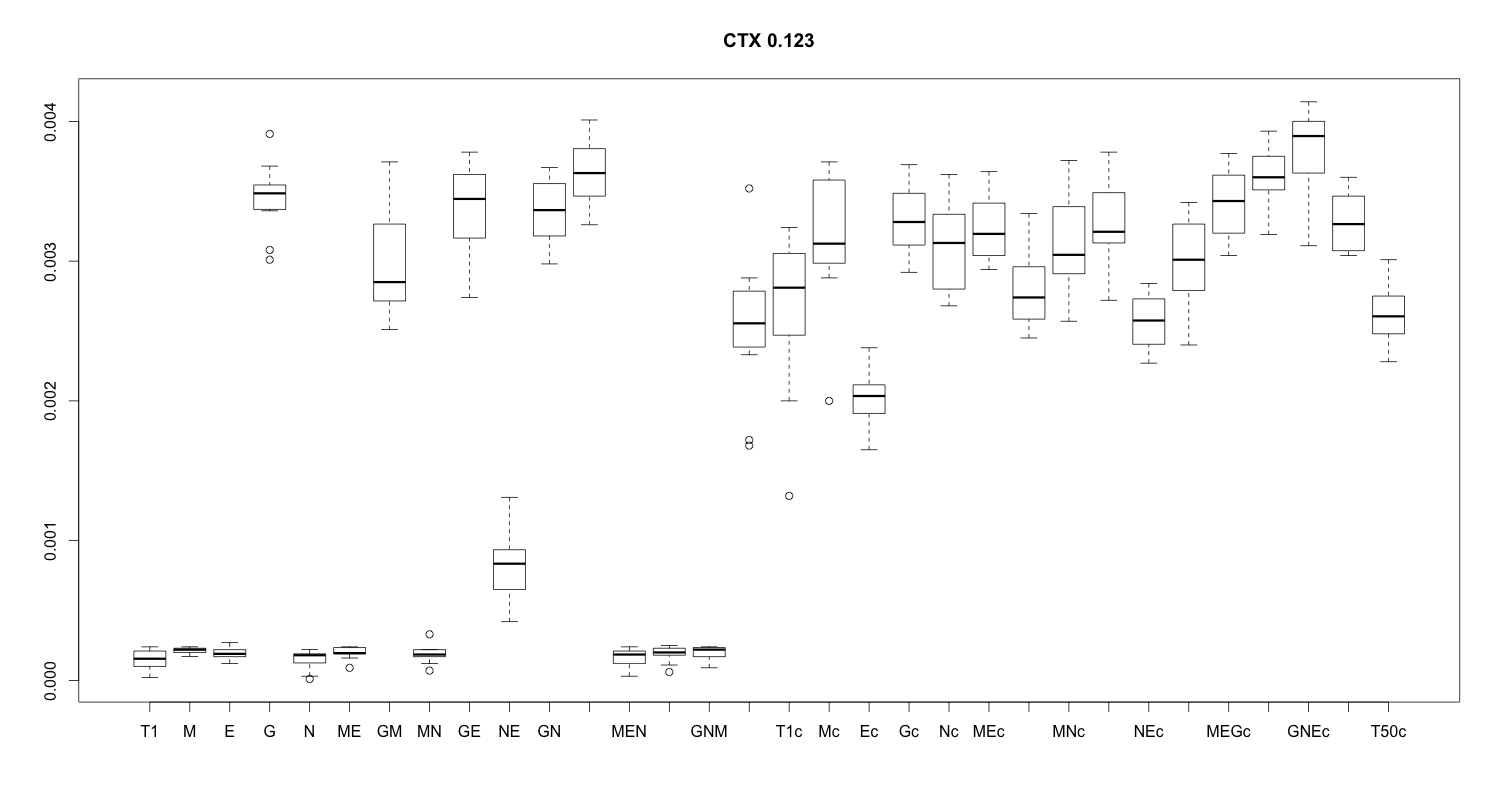 CTX 0.123
0.004
0.003
0.002
0.001
0.000
T1 M E G N ME GM MN GE NE GN MEN GNM T1c Mc Ec Gc Nc MEc MNc NEc MEGc GNEc T50c